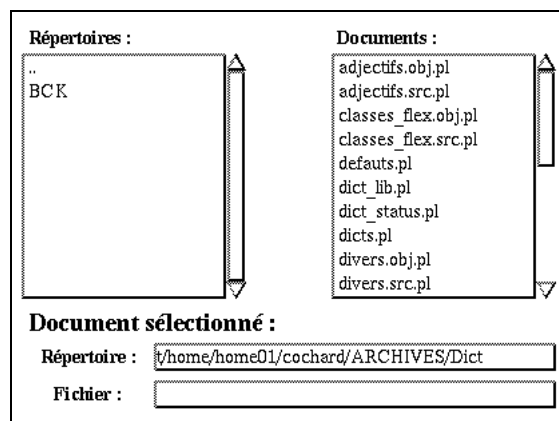 Répertoires :
..
BCK
Documents :
adjectifs.obj.pl
adjectifs.src.pl
classes_flex.obj.pl
classes_flex.src.pl
defauts.pl
dict_lib.pl
dict_status.pl
dicts.pl
divers.obj.pl
divers.src.pl
Document sélectionné :
Répertoire : t/home/home01/cochard/ARCHIVES/Dict
Fichier :